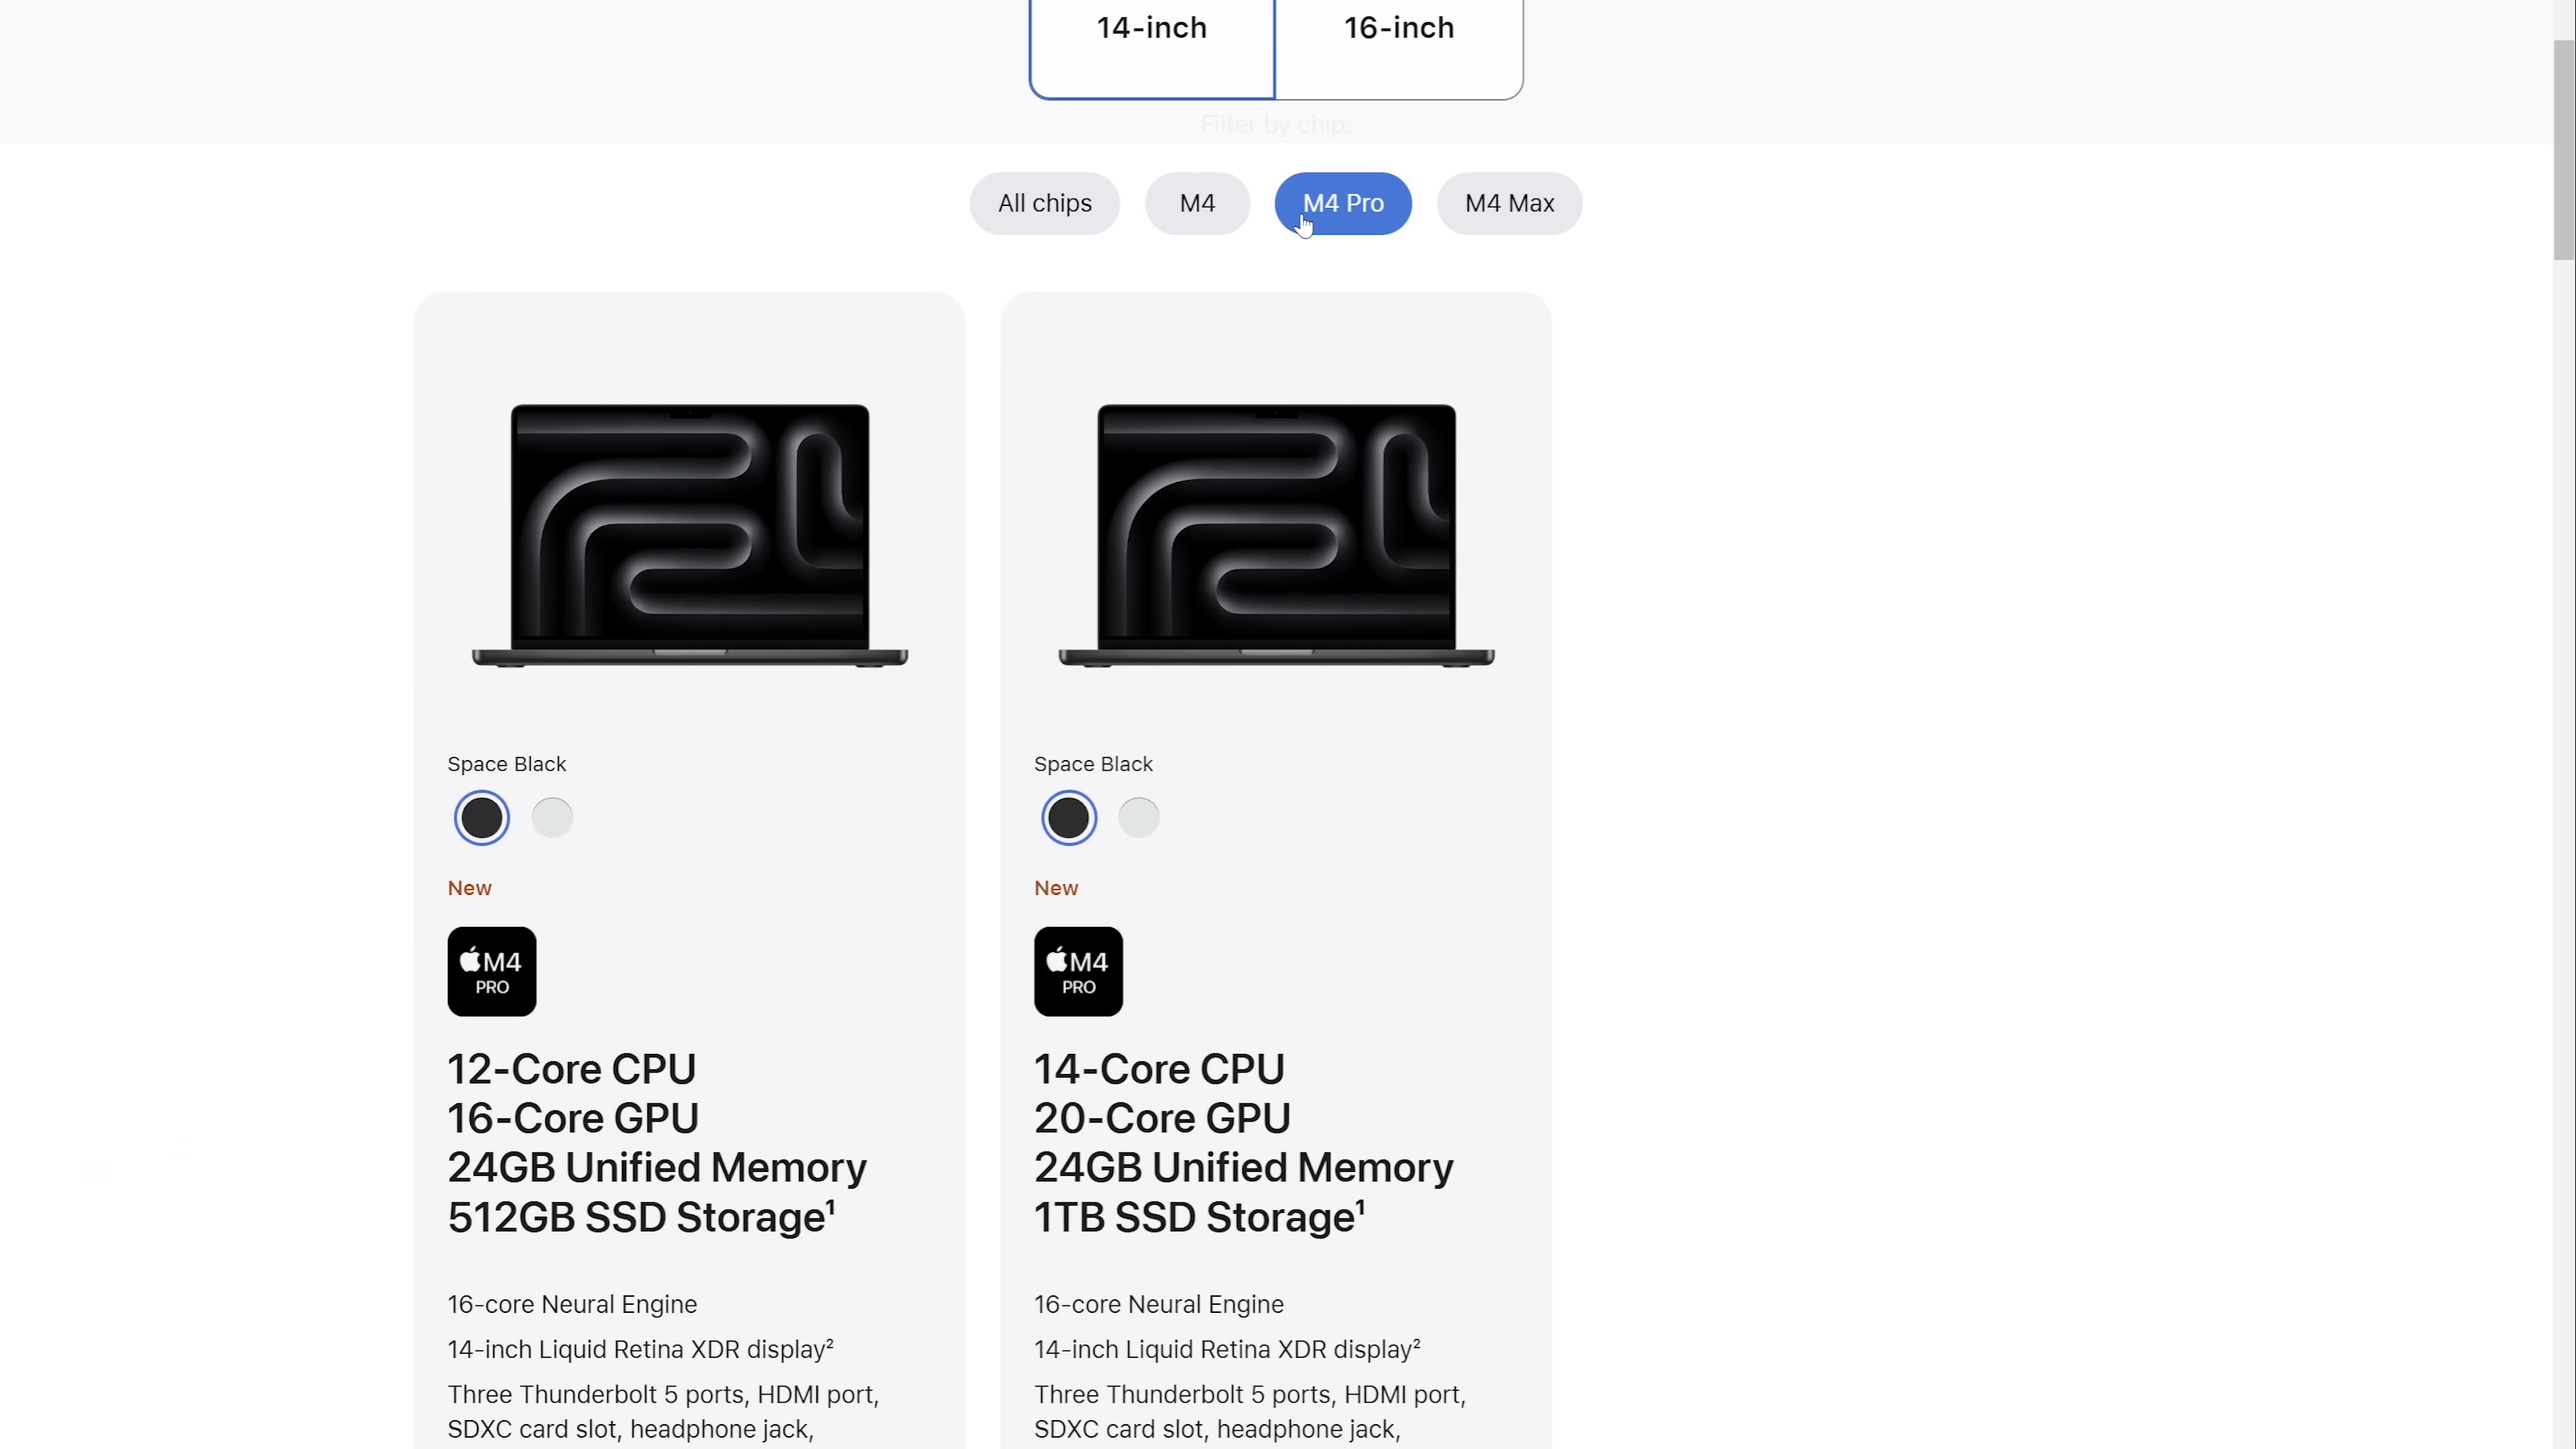 14-inch 16-inch
Filter by chip:
All chips M4 M4 Pro M4 Max
Space Black
New
M4
PRO
12-Core CPU
16-Core GPU
24GB Unified Memory
512GB SSD Storage¹
16-core Neural Engine
14-inch Liquid Retina XDR display²
Three Thunderbolt 5 ports, HDMI port,
SDXC card slot, headphone jack,
Space Black
New
M4
PRO
14-Core CPU
20-Core GPU
24GB Unified Memory
1TB SSD Storage¹
16-core Neural Engine
14-inch Liquid Retina XDR display²
Three Thunderbolt 5 ports, HDMI port,
SDXC card slot, headphone jack,